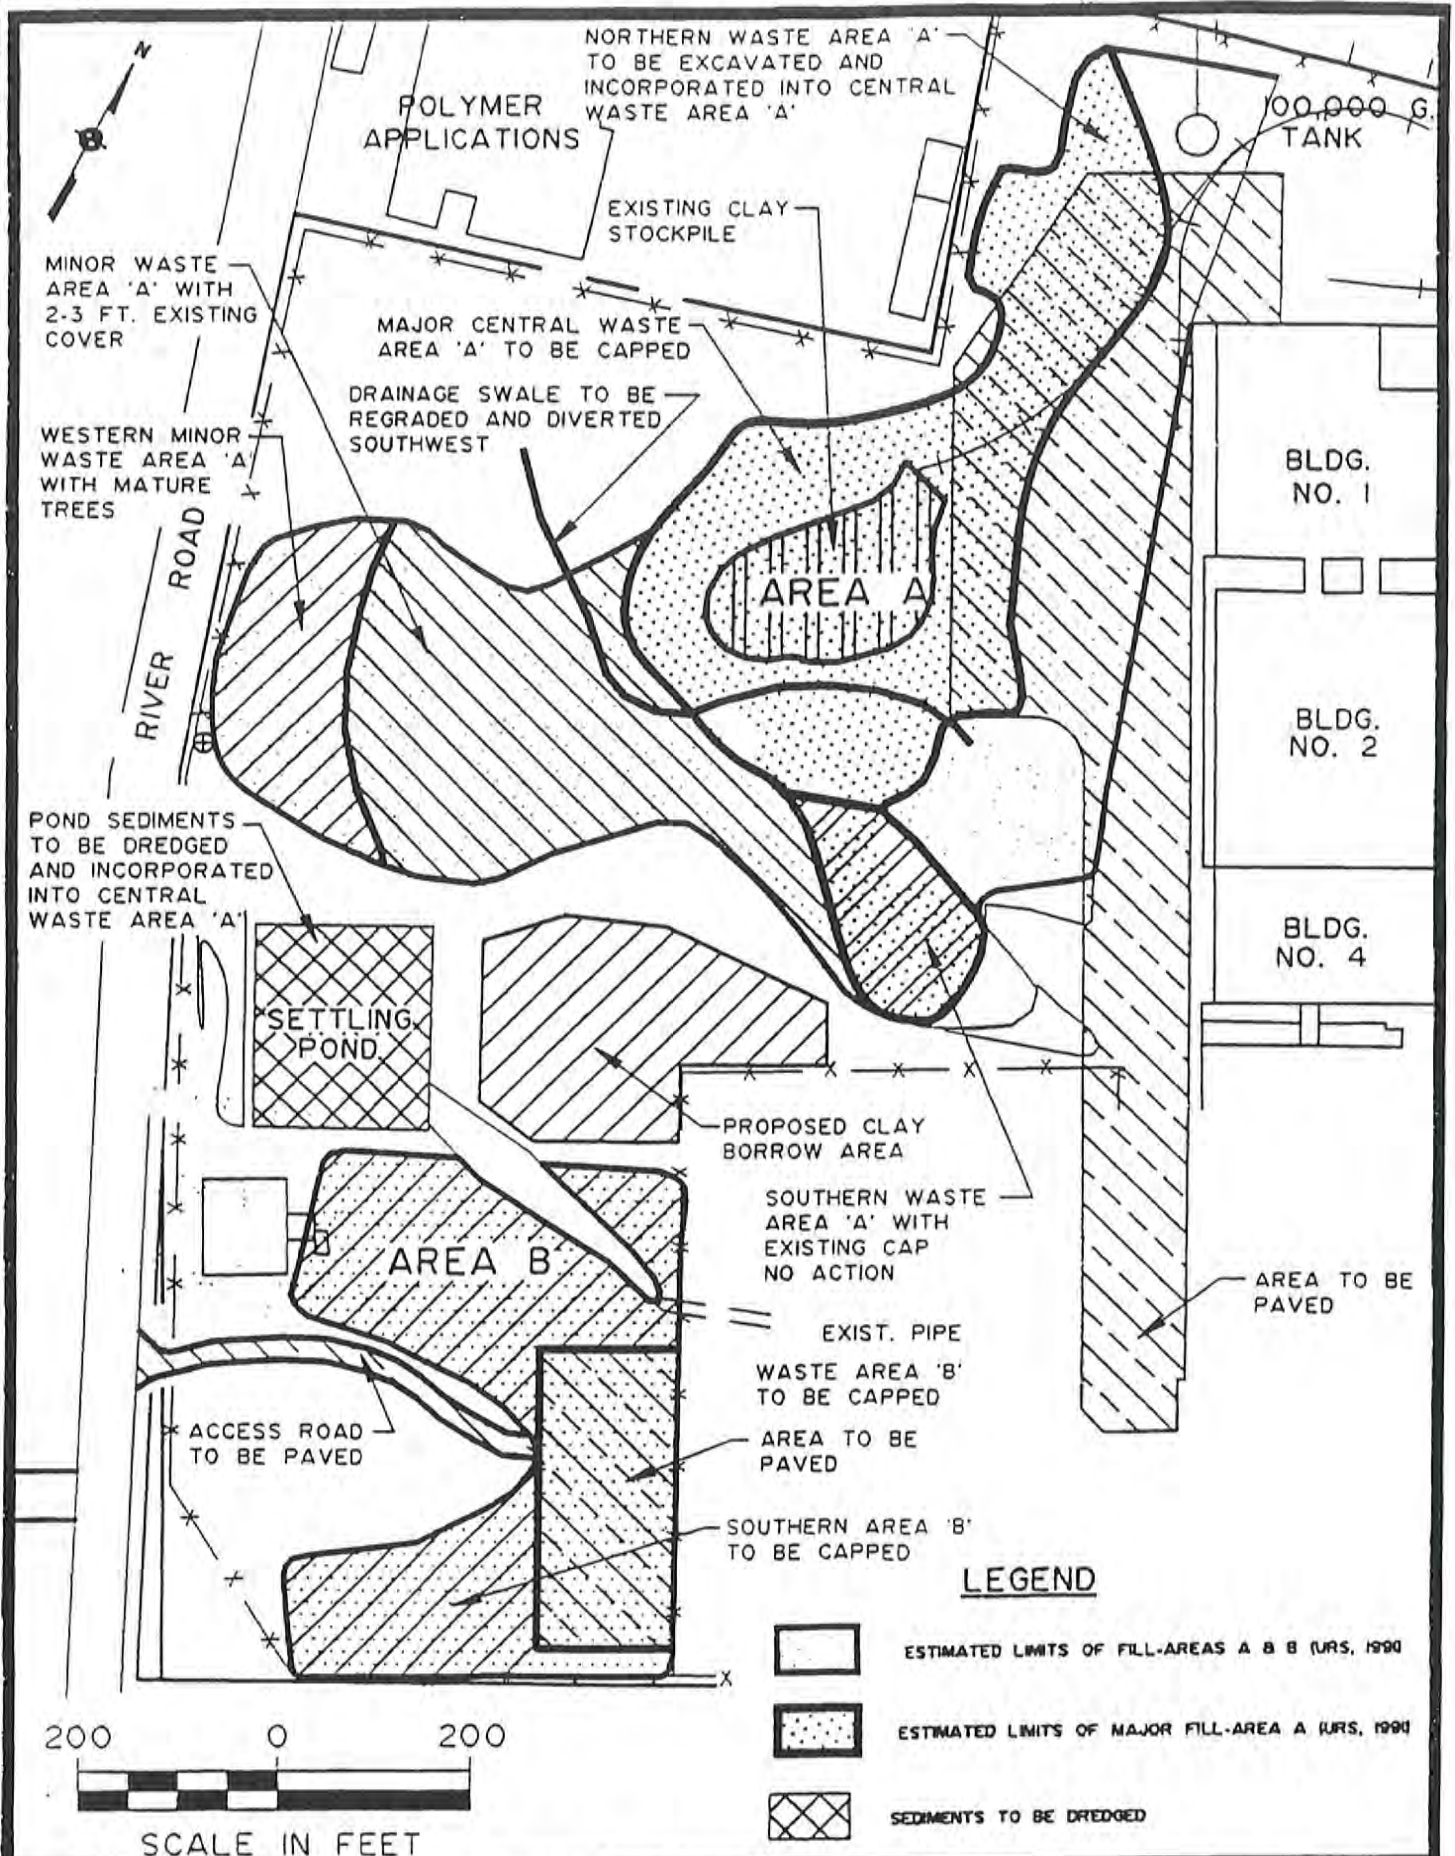 N
NORTHERN WASTE AREA 'A'
TO BE EXCAVATED AND
INCORPORATED INTO CENTRAL
WASTE AREA 'A'
POLYMER
APPLICATIONS
100,000 G.
TANK
EXISTING CLAY
STOCKPILE
MINOR WASTE
AREA 'A' WITH
2-3 FT. EXISTING
COVER
MAJOR CENTRAL WASTE
AREA 'A' TO BE CAPPED
DRAINAGE SWALE TO BE
REGRADED AND DIVERTED
SOUTHWEST
WESTERN MINOR
WASTE AREA 'A'
WITH MATURE
TREES
BLDG.
NO. 1
RIVER ROAD
AREA A
BLDG.
NO. 2
POND SEDIMENTS
TO BE DREDGED
AND INCORPORATED
INTO CENTRAL
WASTE AREA 'A'
BLDG.
NO. 4
SETTLING
POND
PROPOSED CLAY
BORROW AREA
SOUTHERN WASTE
AREA 'A' WITH
EXISTING CAP
NO ACTION
AREA B
AREA TO BE
PAVED
EXIST. PIPE
WASTE AREA 'B'
TO BE CAPPED
ACCESS ROAD
TO BE PAVED
AREA TO BE
PAVED
SOUTHERN AREA 'B'
TO BE CAPPED
LEGEND
ESTIMATED LIMITS OF FILL-AREAS A & B (URS,
ESTIMATED LIMITS OF MAJOR FILL-AREA A (URS,
SEDIMENTS TO BE DREDGED
200 0 200
SCALE IN FEET